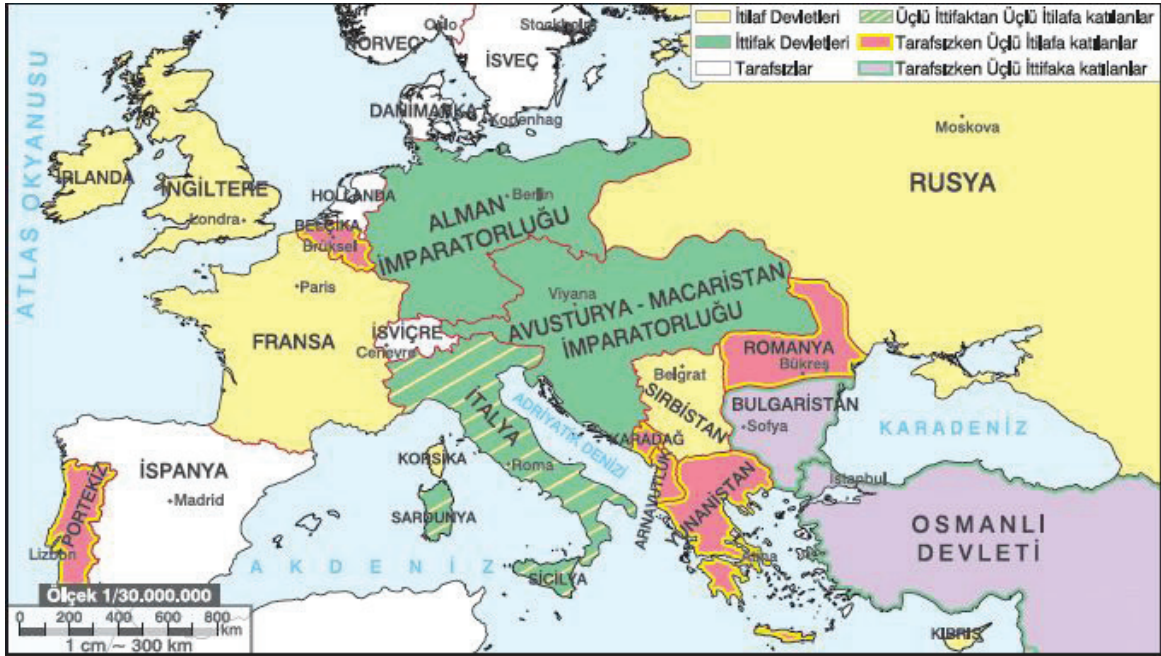 İtilaf Devletleri
İttifak Devletleri
Tarafsızlar
Üçlü İttifaktan Üçlü İtilafa katılanlar
Tarafsızken Üçlü İtilafa katılanlar
Tarafsızken Üçlü İttifaka katılanlar
Oslo
Stockholm
NORVEÇ
İSVEÇ
DANİMARKA
Kopenhag
Moskova
RUSYA
ATLAS OKYANUSU
İRLANDA
İNGİLTERE
Londra
HOLLANDA
Berlin
ALMAN
İMPARATORLUĞU
BELÇİKA
Brüksel
Paris
FRANSA
Viyana
AVUSTURYA - MACARİSTAN
İMPARATORLUĞU
İSVİÇRE
Cenevre
ROMANYA
Bükreş
Belgrat
SIRBİSTAN
BULGARİSTAN
Sofya
KARADENİZ
İTALYA
ADRİYATİK DENİZİ
KARADAĞ
KORSİKA
Roma
İSPANYA
Madrid
PORTEKİZ
Lizbon
SARDUNYA
ARNAVUTLUK
YUNANİSTAN
Atina
İstanbul
OSMANLI
DEVLETİ
AKDENİZ
SİCİLYA
KIBRIS
Ölçek 1/30.000.000
0 200 400 600 800
km
1 cm/~ 300 km